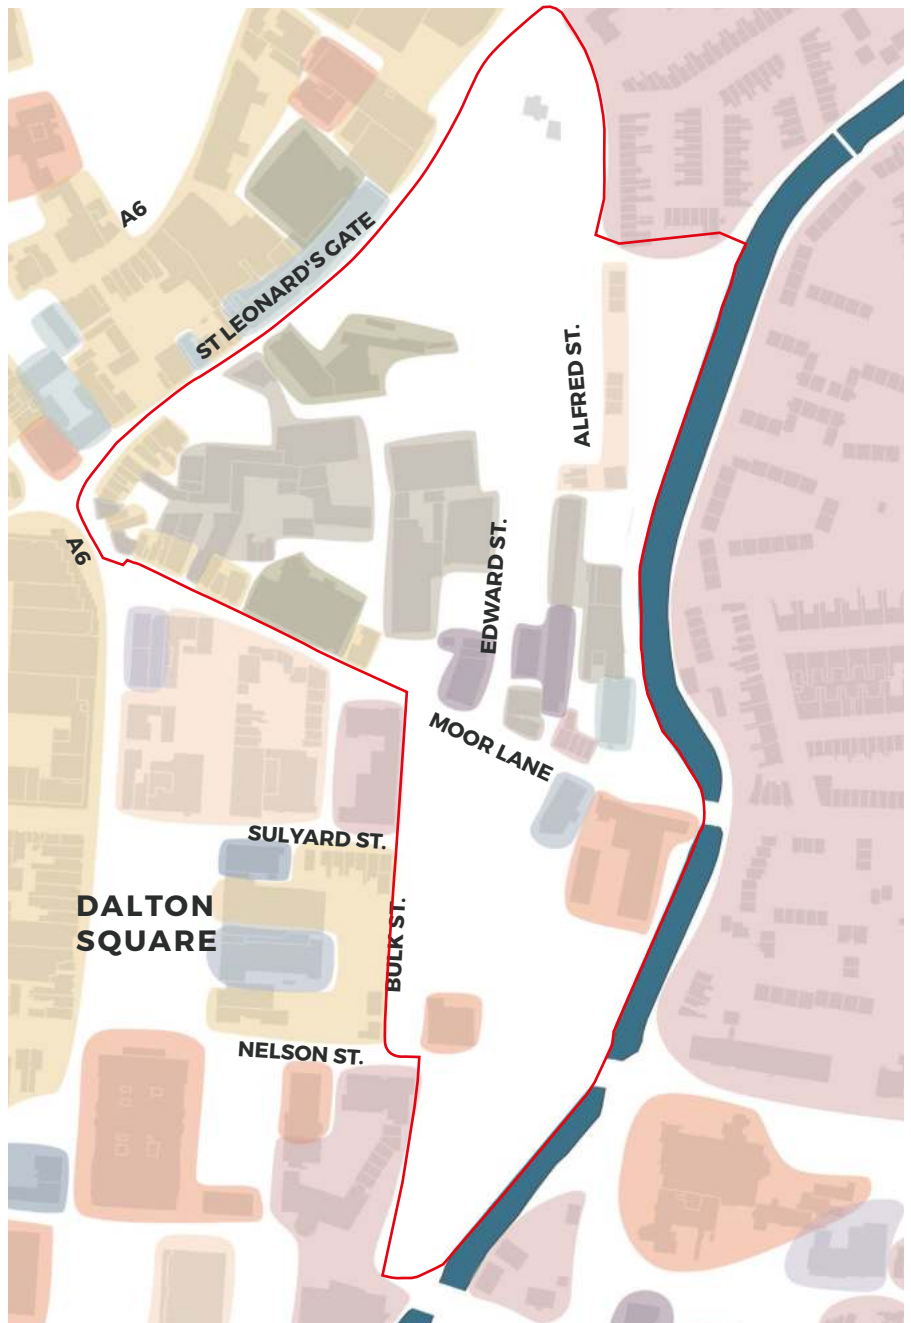 A6
ST LEONARD'S GATE
ALFRED ST.
A6
EDWARD ST.
MOOR LANE
SULYARD ST.
DALTON
SQUARE
BULK ST.
NELSON ST.